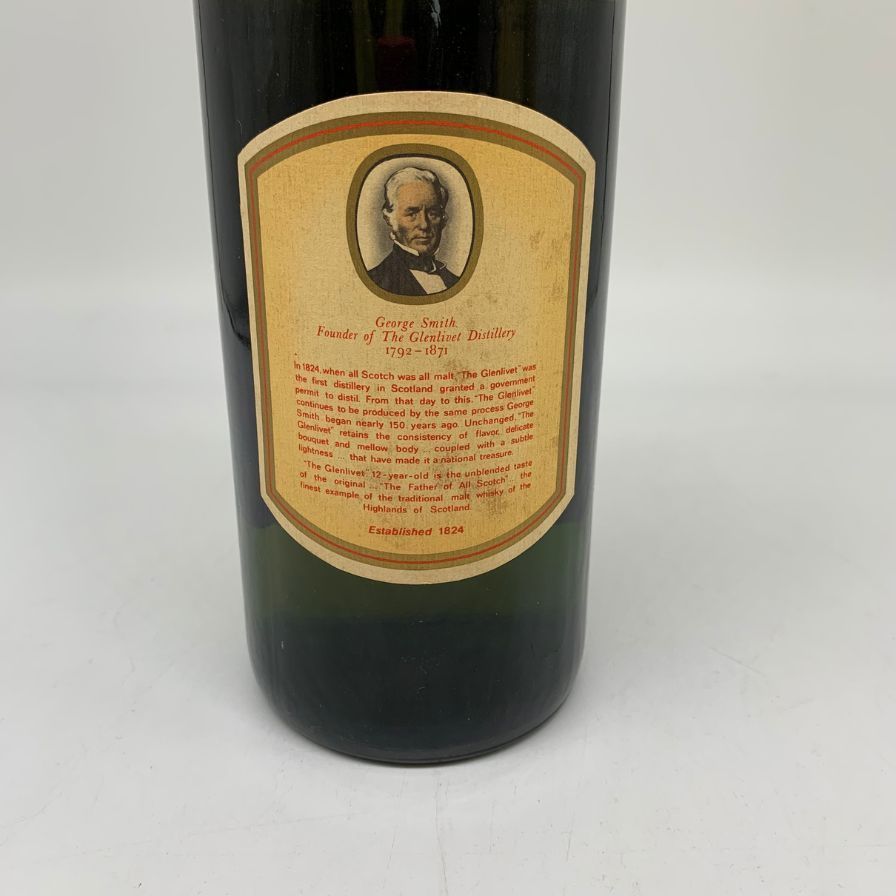 George Smith
Founder of The Glenlivet Distillery
1792–1871
In 1824, when all Scotch was all malt, "The Glenlivet" was
the first distillery in Scotland granted a government
permit to distil. From that day to this, "The Glenlivet"
continues to be produced by the same process George
Smith began nearly 150 years ago. Unchanged, "The
Glenlivet" retains the consistency of flavor, delicate
bouquet and mellow body ... coupled with a subtle
lightness ... that have made it a national treasure.
"The Glenlivet" 12-year-old is the unblended taste
of the original ... "The Father of All Scotch" ... the
finest example of the traditional malt whisky of the
Highlands of Scotland.
Established 1824